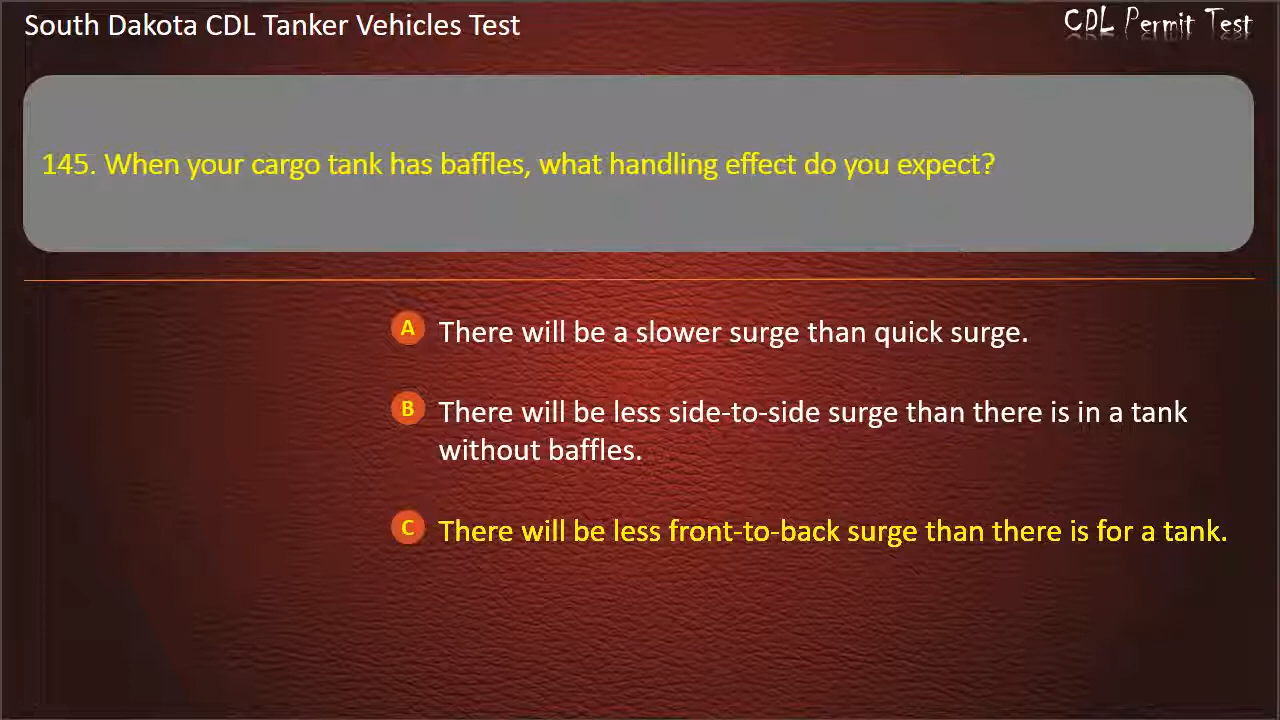 South Dakota CDL Tanker Vehicles Test
CDL Permit Test
145. When your cargo tank has baffles, what handling effect do you expect?
A There will be a slower surge than quick surge.
B There will be less side-to-side surge than there is in a tank
without baffles.
C There will be less front-to-back surge than there is for a tank.